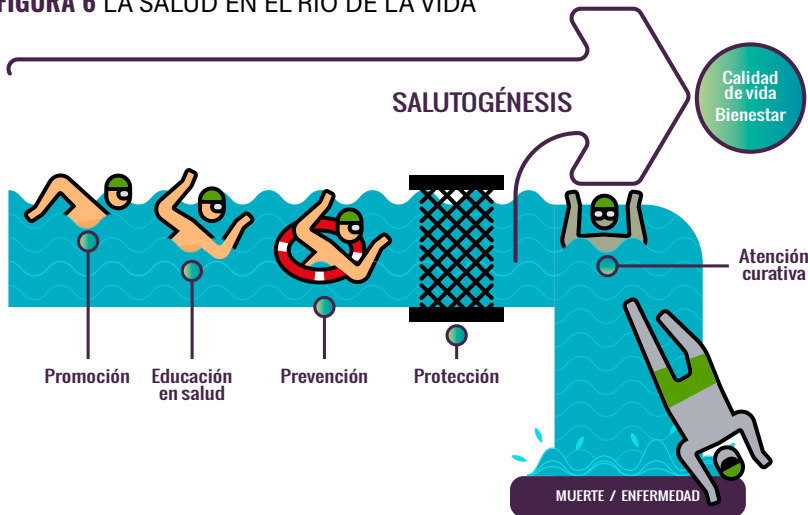 FIGURA 6 LA SALUD EN EL RÍO DE LA VIDA
SALUTOGÉNESIS
Calidad
de vida
Bienestar
Atención
curativa
Promoción
Educación
en salud
Prevención
Protección
MUERTE / ENFERMEDAD